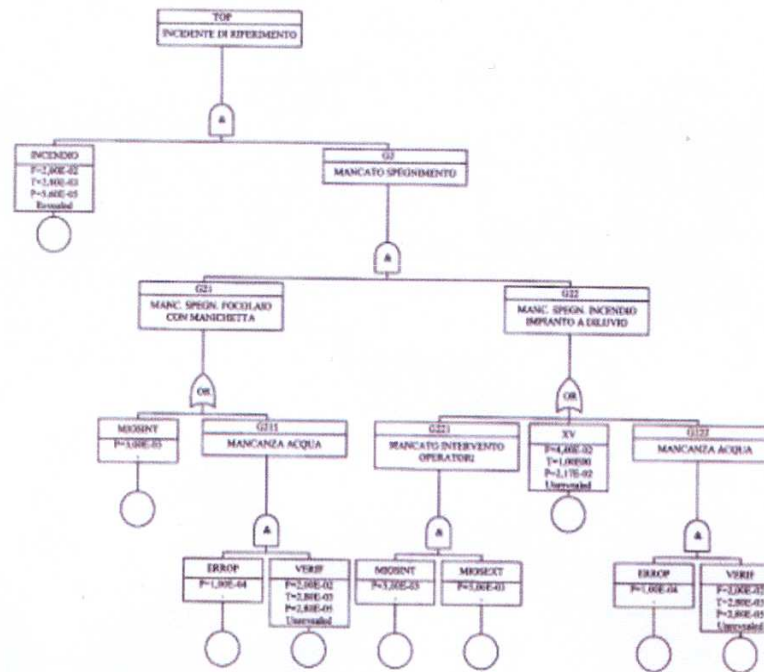 TOP
INCIDENTE DI RIFERIMENTO
&
INCENDIO
F=2,00E-02
T=2,80E-03
P=5,60E-05
Revealed
G2
MANCATO SPEGNIMENTO
&
G21
MANC. SPEGN. FOCOLAIO
CON MANICHETTA
G22
MANC. SPEGN. INCENDIO
IMPIANTO A DILUVIO
OR
OR
MIOSINT
P=3,00E-03
G211
MANCANZA ACQUA
G221
MANCATO INTERVENTO
OPERATORI
XV
F=4,40E-02
T=1,00E00
P=2,17E-02
Unrevealed
G222
MANCANZA ACQUA
&
&
&
ERROP
P=1,00E-04
VERIF
F=2,00E-02
T=2,80E-03
P=2,80E-05
Unrevealed
MIOSINT
P=3,00E-03
MIOSEXT
P=3,00E-03
ERROP
P=1,00E-04
VERIF
F=2,00E-02
T=2,80E-03
P=2,80E-05
Unrevealed